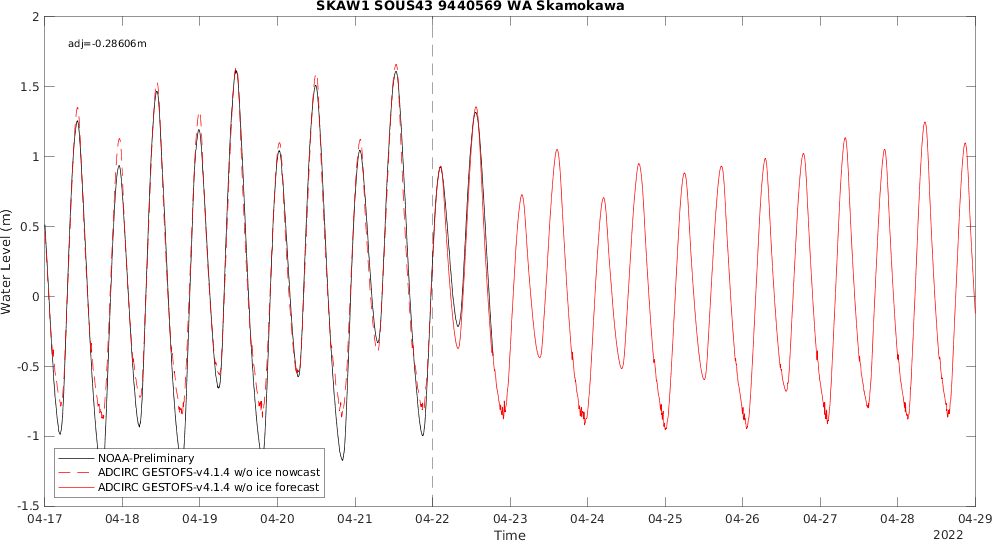 SKAW1 SOUS43 9440569 WA Skamokawa
adj=-0.28606m
Water Level (m)
2
1.5
1
0.5
0
-0.5
-1
-1.5
NOAA-Preliminary
ADCIRC GESTOFS-v4.1.4 w/o ice nowcast
ADCIRC GESTOFS-v4.1.4 w/o ice forecast
04-17 04-18 04-19 04-20 04-21 04-22 04-23 04-24 04-25 04-26 04-27 04-28 04-29
Time
2022